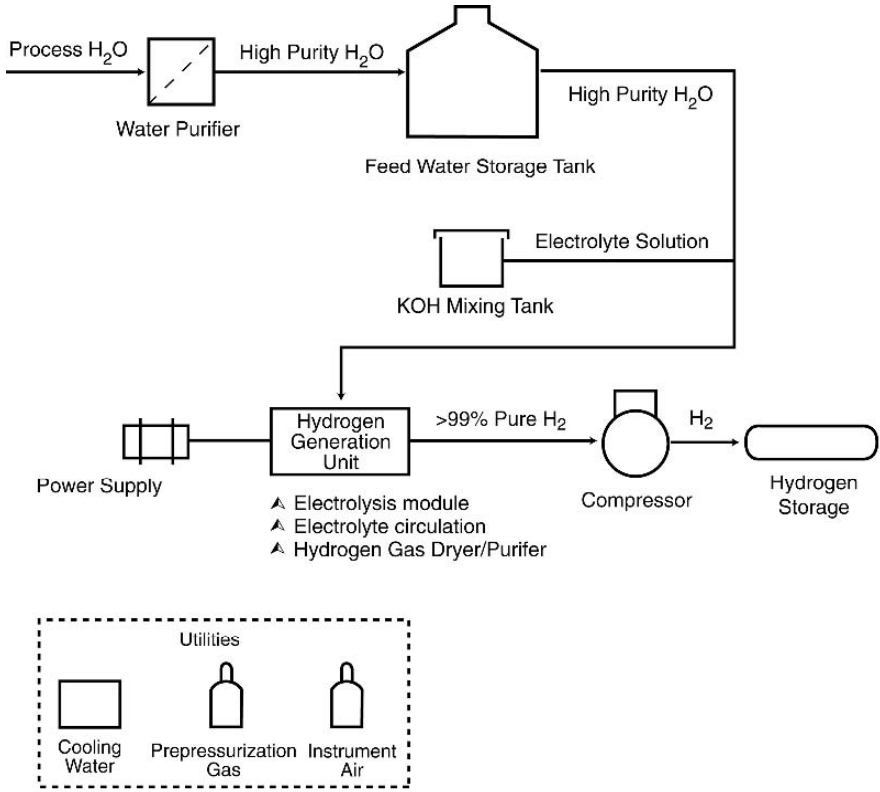 Process H₂O
High Purity H₂O
High Purity H₂O
Water Purifier
Feed Water Storage Tank
Electrolyte Solution
KOH Mixing Tank
Hydrogen
Generation
Unit
>99% Pure H₂
H₂
Power Supply
Compressor
Hydrogen
Storage
Electrolysis module
Electrolyte circulation
Hydrogen Gas Dryer/Purifer
Utilities
Cooling
Water
Prepressurization
Gas
Instrument
Air